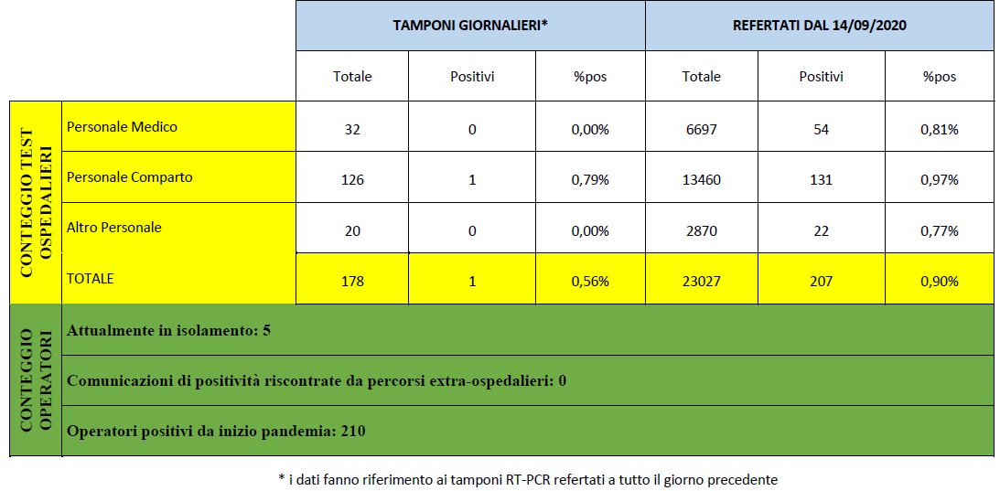 TAMPONI GIORNALIERI* REFERTATI DAL 14/09/2020
Totale Positivi %pos Totale Positivi %pos
CONTEGGIO TEST
OSPEDALIERI
Personale Medico 32 0 0,00% 6697 54 0,81%
Personale Comparto 126 1 0,79% 13460 131 0,97%
Altro Personale 20 0 0,00% 2870 22 0,77%
TOTALE 178 1 0,56% 23027 207 0,90%
CONTEGGIO
OPERATORI
Attualmente in isolamento: 5
Comunicazioni di positività riscontrate da percorsi extra-ospedalieri: 0
Operatori positivi da inizio pandemia: 210
* i dati fanno riferimento ai tamponi RT-PCR refertati a tutto il giorno precedente